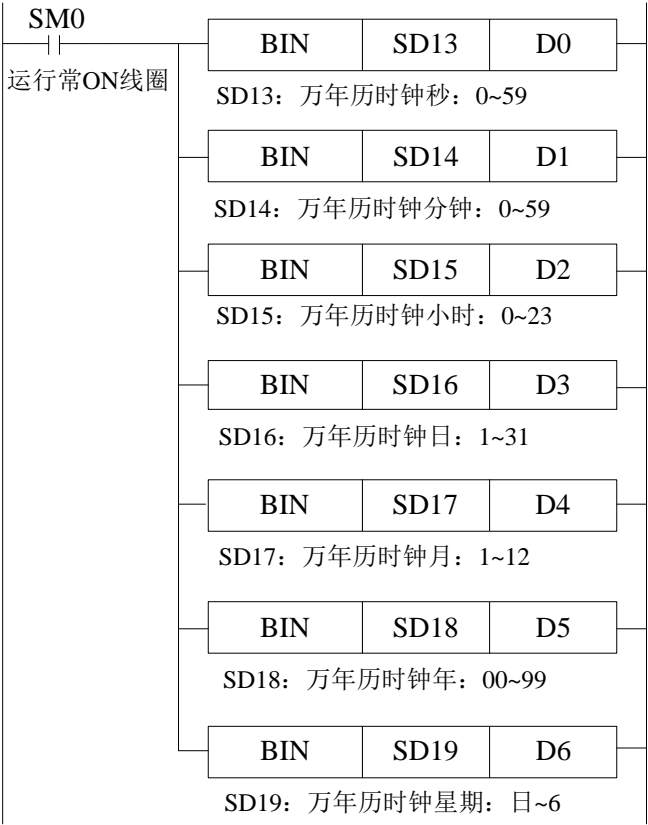 SM0
BIN SD13 D0
运行常ON线圈
SD13：万年历时钟秒：0~59
BIN SD14 D1
SD14：万年历时钟分钟：0~59
BIN SD15 D2
SD15：万年历时钟小时：0~23
BIN SD16 D3
SD16：万年历时钟日：1~31
BIN SD17 D4
SD17：万年历时钟月：1~12
BIN SD18 D5
SD18：万年历时钟年：00~99
BIN SD19 D6
SD19：万年历时钟星期：日~6